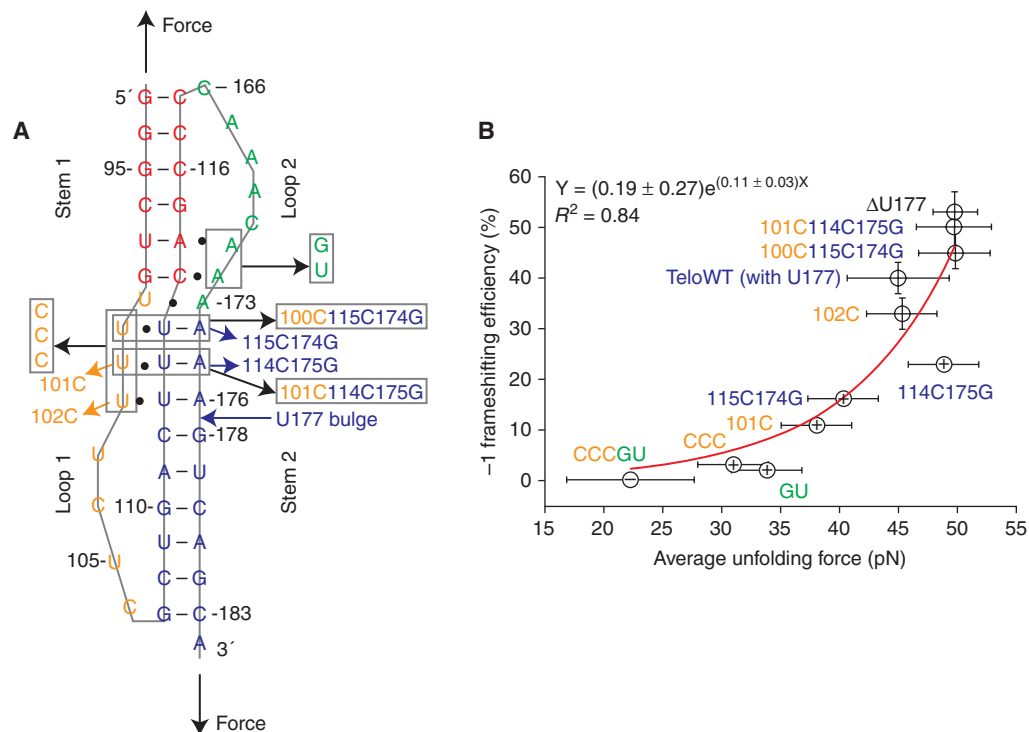 A
Force
5´ G – C C – 166
G – C A
95- G – C -116 A
Stem 1
C – G A
Loop 2
U – A • A C
G – C • A
G U
U • A -173
C C C
U • U – A
100C115C174G
115C174G
U • U – A
114C175G
101C
101C114C175G
U • U – A -176
102C
U177 bulge
C – G -178
U
A – U
Stem 2
Loop 1
C
110- G – C
U – A
105- U
C – G
C G – C -183
A
3´
Force
B
Y = (0.19 ± 0.27)e(0.11 ± 0.03)X
R2 = 0.84
−1 frameshifting efficiency (%)
60
50
40
30
20
10
0
ΔU177
101C114C175G
100C115C174G
TeloWT (with U177)
102C
114C175G
115C174G
101C
CCC
CCCGU
GU
15 20 25 30 35 40 45 50 55
Average unfolding force (pN)